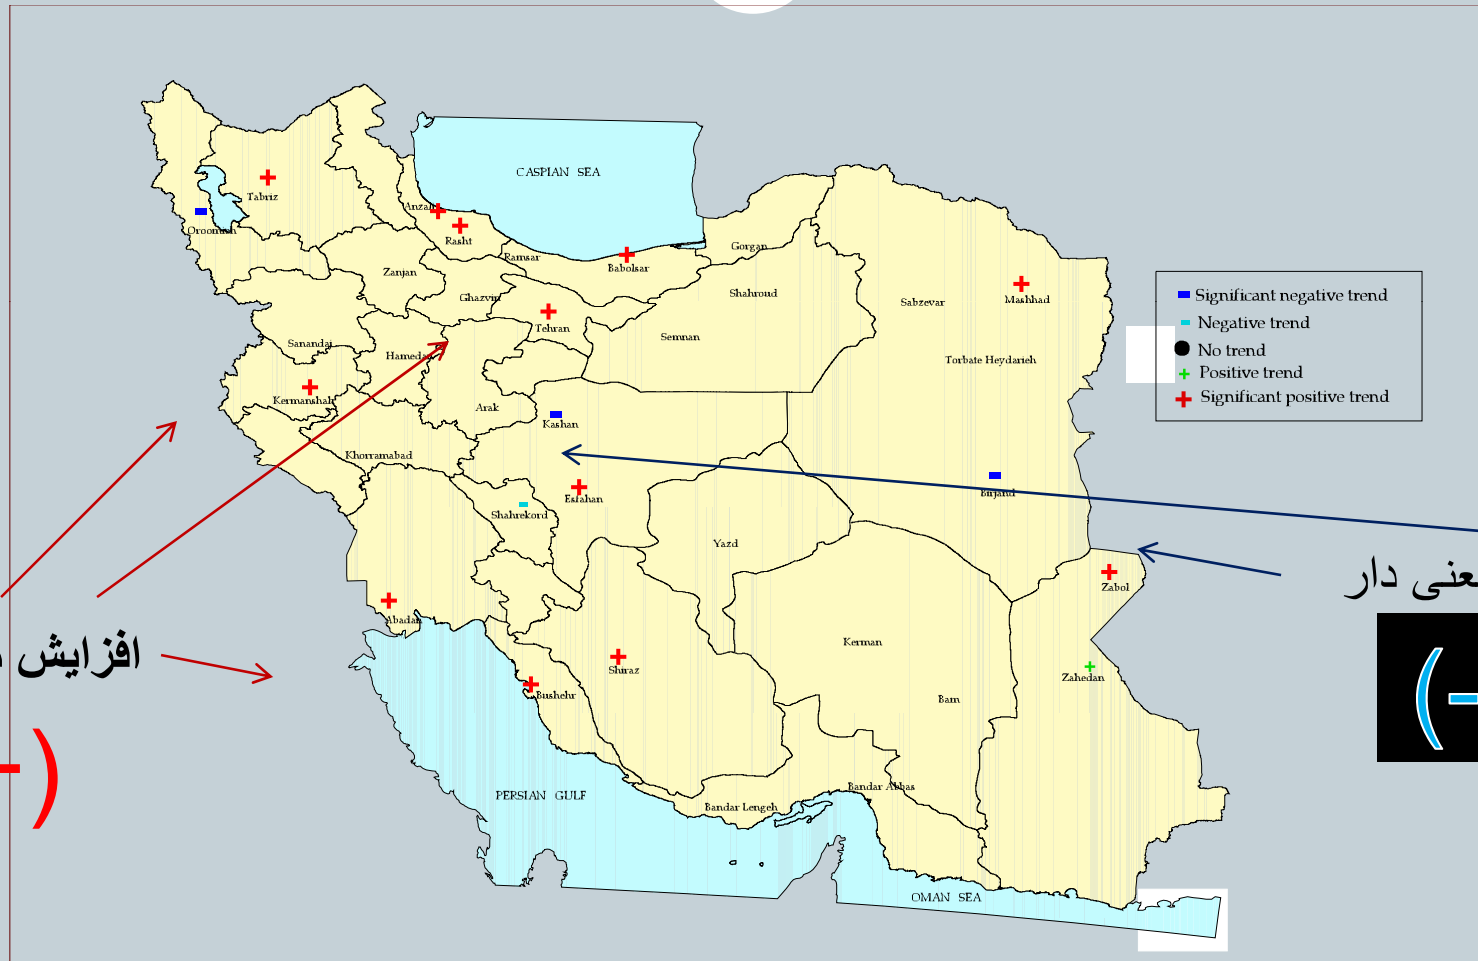 CASPIAN SEA
Tabriz
Anzali
Oroomieh
Rasht
Ramsar
Gorgan
Babolsar
Zanjan
Shahroud
Ghazvin
Sabzevar
Mashhad
Tehran
Semnan
Sanandaj
Hamedan
Torbate Heydarieh
Kermanshah
Arak
Kashan
Khorramabad
Esfahan
Birjand
Shahrekord
Yazd
Zabol
Abadan
Kerman
Shiraz
Zahedan
Bushehr
Bam
Bandar Abbas
PERSIAN GULF
Bandar Lengeh
OMAN SEA
Significant negative trend
Negative trend
No trend
Positive trend
Significant positive trend
افزایش
دار